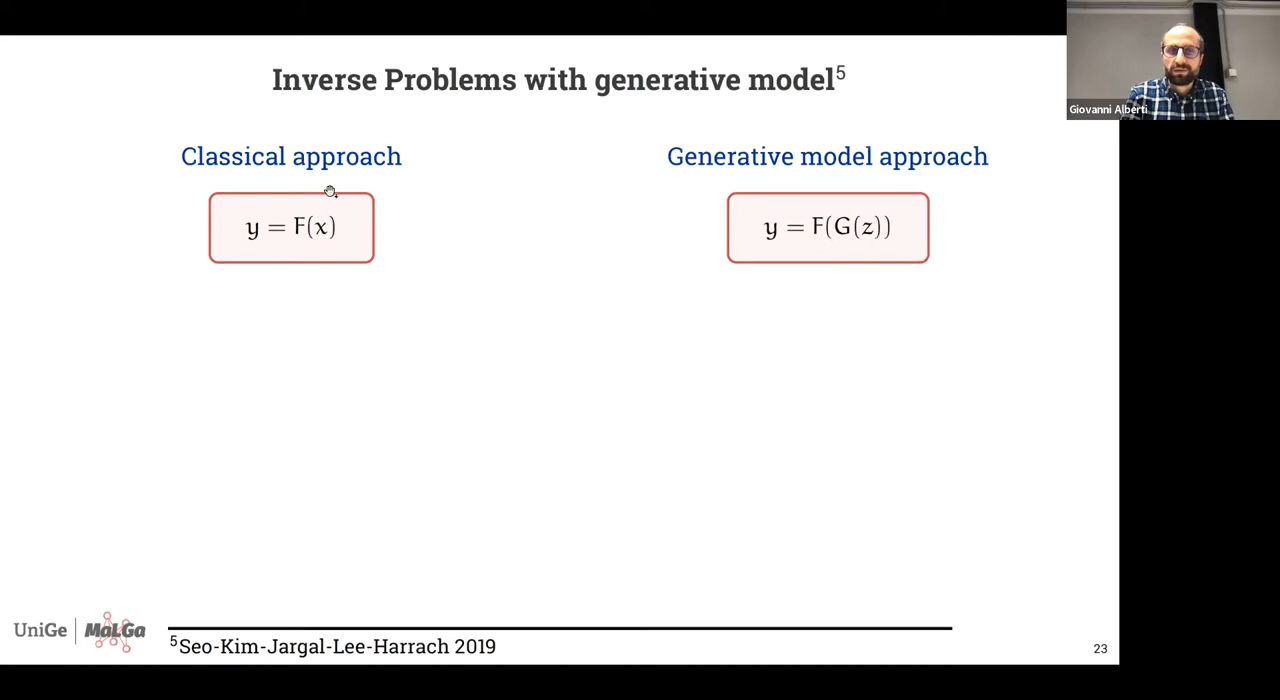 Inverse Problems with generative model⁵
Giovanni Alberti
Classical approach
Generative model approach
y = F(x)
y = F(G(z))
UniGe | MaLGa
⁵Seo-Kim-Jargal-Lee-Harrach 2019
23